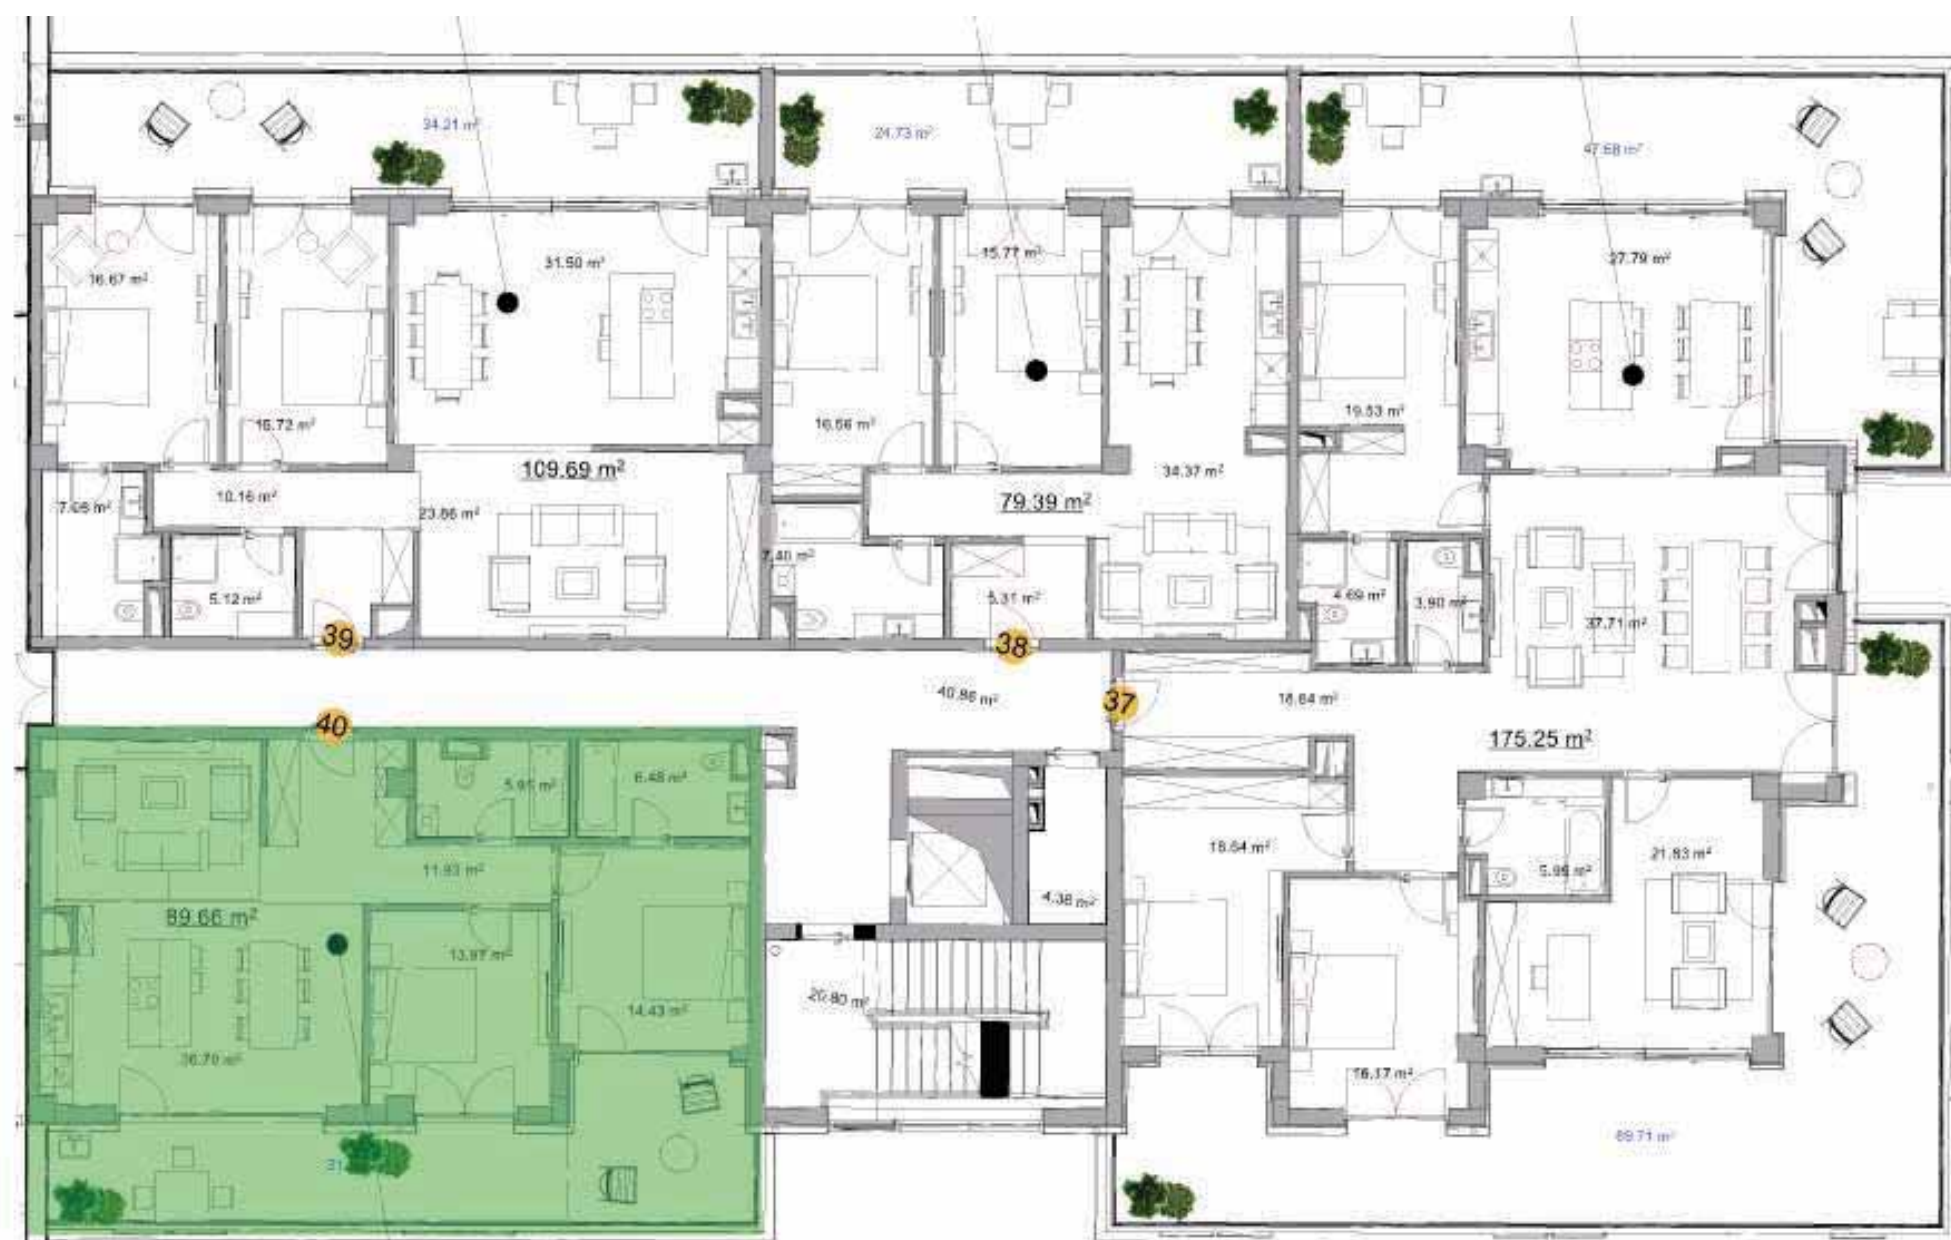 34.21 m²
24.73 m²
47.68 m²
16.67 m²
31.50 m²
15.77 m²
27.79 m²
16.72 m²
16.56 m²
19.53 m²
109.69 m²
34.37 m²
7.06 m²
10.16 m²
23.66 m²
79.39 m²
7.40 m²
5.12 m²
5.31 m²
4.69 m²
3.90 m²
37.71 m²
39
38
40.86 m²
37
18.64 m²
40
175.25 m²
5.95 m²
6.48 m²
18.64 m²
21.83 m²
11.93 m²
5.96 m²
4.38 m²
89.66 m²
13.97 m²
20.80 m²
14.43 m²
36.70 m²
16.17 m²
31
69.71 m²